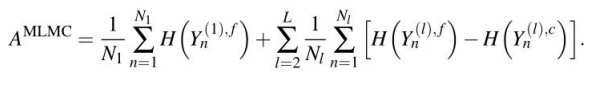 $A^{\text{MLMC}} = \frac{1}{N_1} \sum_{n=1}^{N_1} H\left(Y_n^{(1),f}\right) + \sum_{l=2}^{L} \frac{1}{N_l} \sum_{n=1}^{N_l} \left[ H\left(Y_n^{(l),f}\right) - H\left(Y_n^{(l),c}\right) \right].$